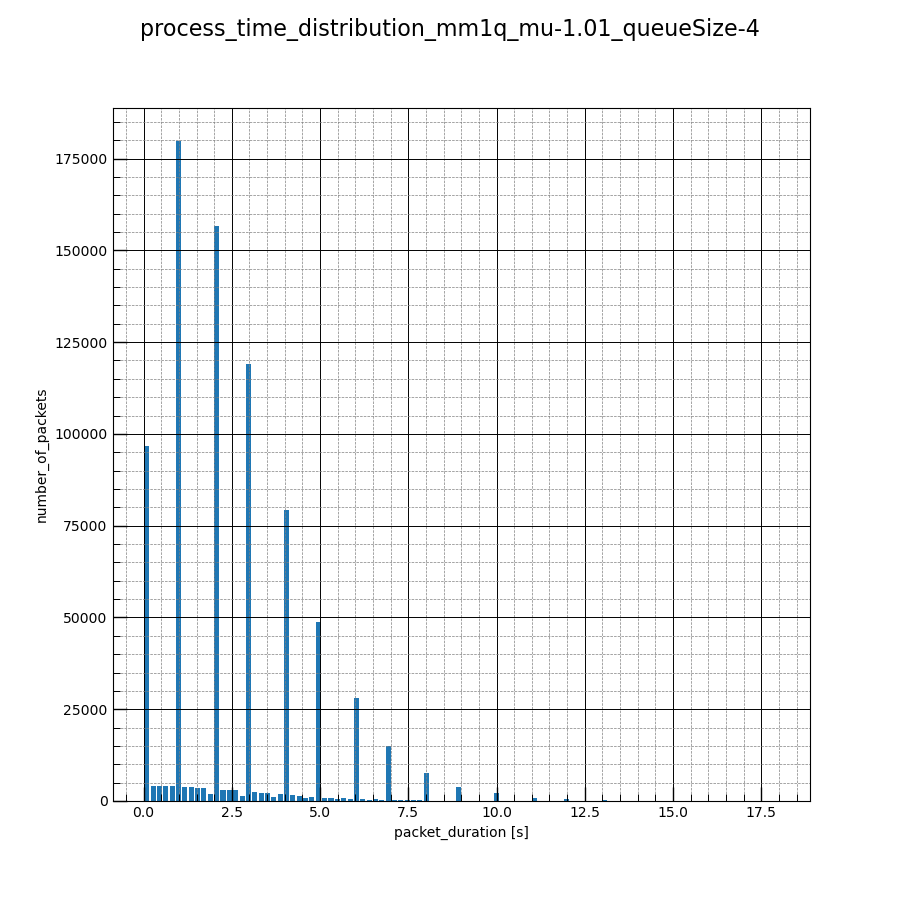 process_time_distribution_mm1q_mu-1.01_queueSize-4
175000
150000
125000
100000
75000
50000
25000
0
number_of_packets
0.0 2.5 5.0 7.5 10.0 12.5 15.0 17.5
packet_duration [s]